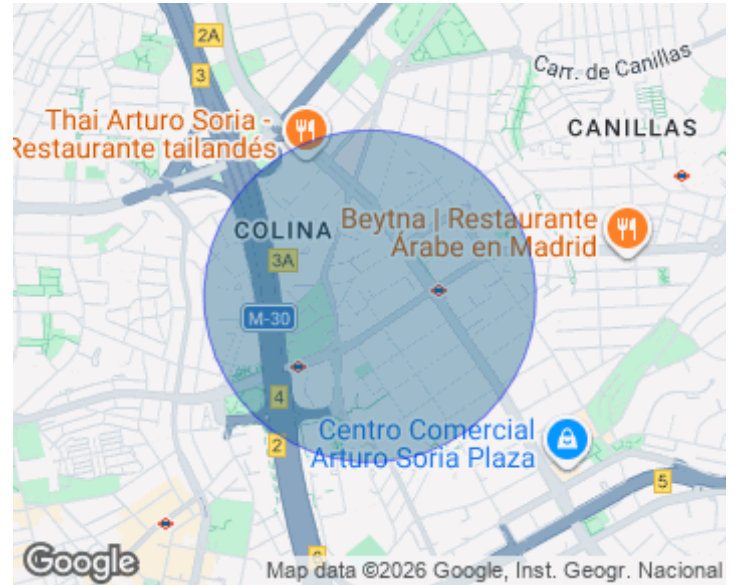 2A
3
Carr. de Canillas
Thai Arturo Soria -
Restaurante tailandés
CANILLAS
COLINA
Beytna | Restaurante
Árabe en Madrid
3A
M-30
4
2
Centro Comercial
Arturo Soria Plaza
5
6
Google
Map data ©2026 Google, Inst. Geogr. Nacional